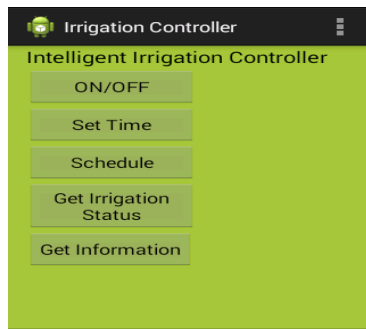 Irrigation Controller
Intelligent Irrigation Controller
ON/OFF
Set Time
Schedule
Get Irrigation
Status
Get Information